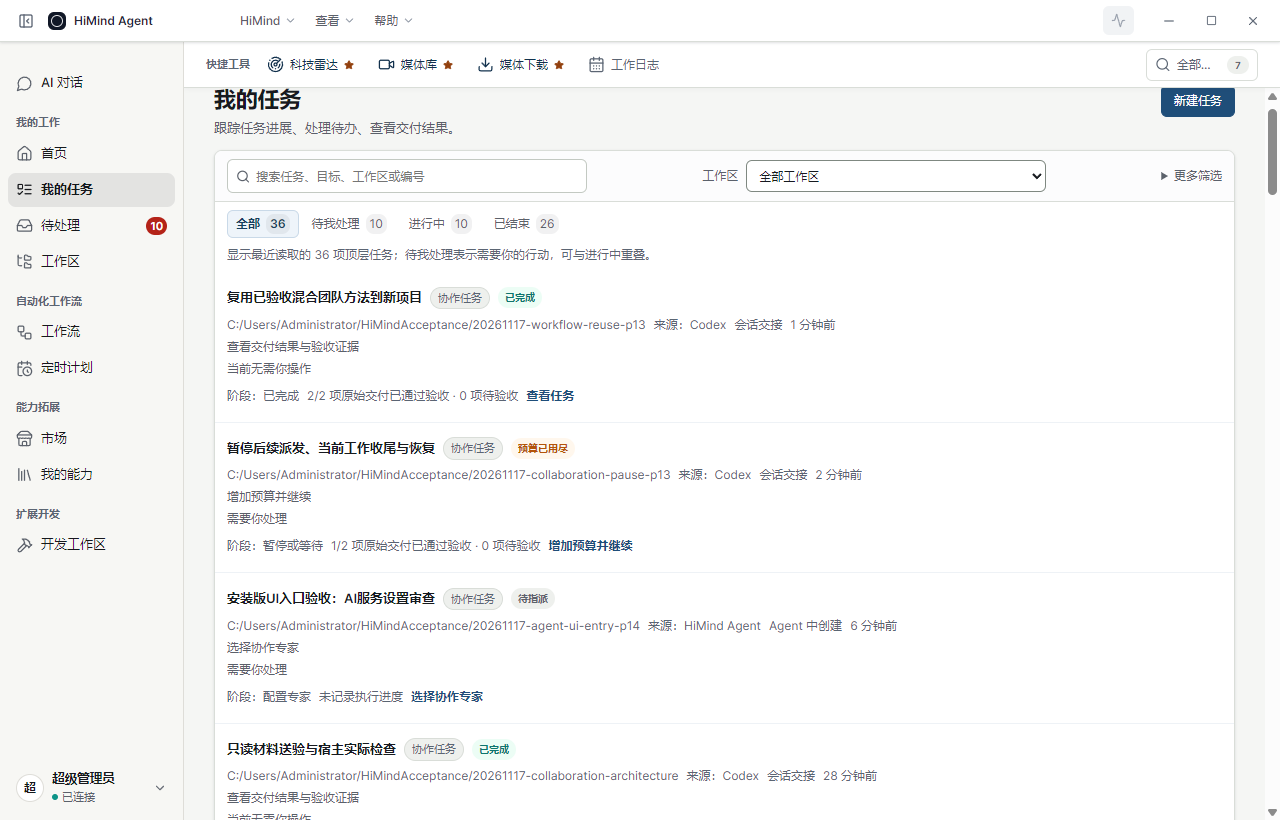 HiMind Agent
HiMind 查看 帮助
快捷工具 科技雷达 媒体库 媒体下载 工作日志 全部... 7
AI 对话
我的工作
首页
我的任务
待处理 10
工作区
自动化工作流
工作流
定时计划
能力拓展
市场
我的能力
扩展开发
开发工作区
超 超级管理员
已连接
我的任务
新建任务
跟踪任务进展、处理待办、查看交付结果。
搜索任务、目标、工作区或编号 工作区 全部工作区 更多筛选
全部 36 待我处理 10 进行中 10 已结束 26
显示最近读取的 36 项顶层任务；待我处理表示需要你的行动，可与进行中重叠。
复用已验收混合团队方法到新项目 协作任务 已完成
C:/Users/Administrator/HiMindAcceptance/20261117-workflow-reuse-p13 来源：Codex 会话交接 1 分钟前
查看交付结果与验收证据
当前无需你操作
阶段：已完成 2/2 项原始交付已通过验收 · 0 项待验收 查看任务
暂停后续派发、当前工作收尾与恢复 协作任务 预算已用尽
C:/Users/Administrator/HiMindAcceptance/20261117-collaboration-pause-p13 来源：Codex 会话交接 2 分钟前
增加预算并继续
需要你处理
阶段：暂停或等待 1/2 项原始交付已通过验收 · 0 项待验收 增加预算并继续
安装版UI入口验收：AI服务设置审查 协作任务 待指派
C:/Users/Administrator/HiMindAcceptance/20261117-agent-ui-entry-p14 来源：HiMind Agent Agent 中创建 6 分钟前
选择协作专家
需要你处理
阶段：配置专家 未记录执行进度 选择协作专家
只读材料送验与宿主实际检查 协作任务 已完成
C:/Users/Administrator/HiMindAcceptance/20261117-collaboration-architecture 来源：Codex 会话交接 28 分钟前
查看交付结果与验收证据
当前无需你操作